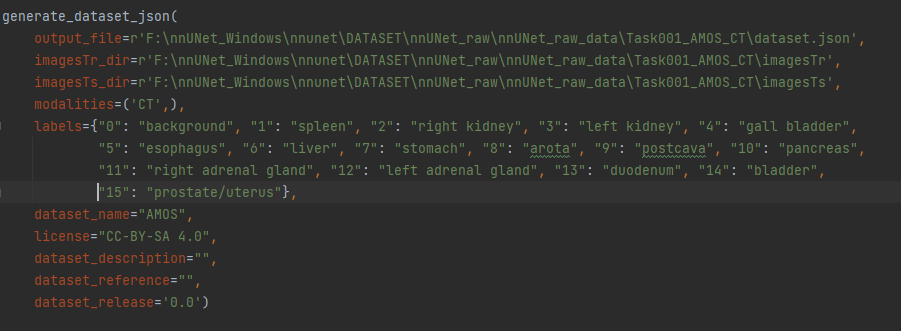 generate_dataset_json(
output_file=r'F:\nnUNet_Windows\nnunet\DATASET\nnUNet_raw\nnUNet_raw_data\Task001_AMOS_CT\dataset.json',
imagesTr_dir=r'F:\nnUNet_Windows\nnunet\DATASET\nnUNet_raw\nnUNet_raw_data\Task001_AMOS_CT\imagesTr',
imagesTs_dir=r'F:\nnUNet_Windows\nnunet\DATASET\nnUNet_raw\nnUNet_raw_data\Task001_AMOS_CT\imagesTs',
modalities=('CT',),
labels={"0": "background", "1": "spleen", "2": "right kidney", "3": "left kidney", "4": "gall bladder",
"5": "esophagus", "6": "liver", "7": "stomach", "8": "arota", "9": "postcava", "10": "pancreas",
"11": "right adrenal gland", "12": "left adrenal gland", "13": "duodenum", "14": "bladder",
"15": "prostate/uterus"},
dataset_name="AMOS",
license="CC-BY-SA 4.0",
dataset_description="",
dataset_reference="",
dataset_release='0.0')